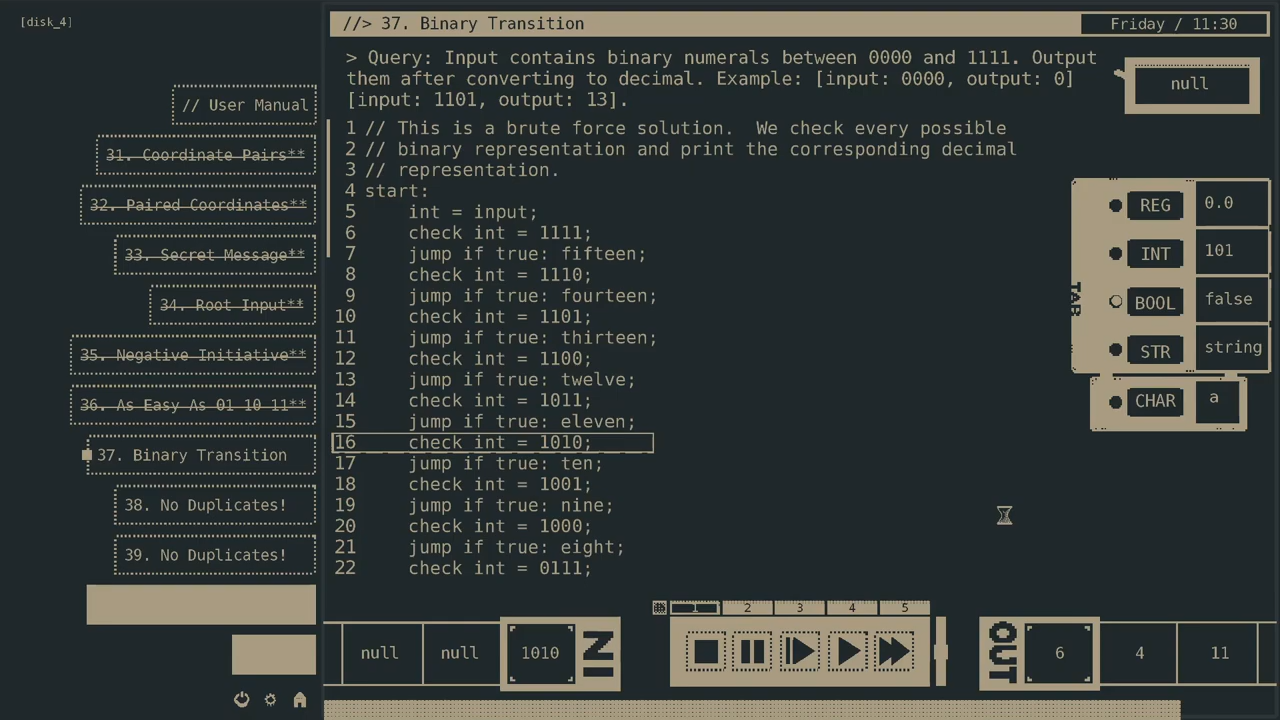 [disk_4]
//> 37. Binary Transition
Friday / 11:30
> Query: Input contains binary numerals between 0000 and 1111. Output
them after converting to decimal. Example: [input: 0000, output: 0]
[input: 1101, output: 13].
null
// User Manual
31. Coordinate Pairs**
32. Paired Coordinates**
33. Secret Message**
34. Root Input**
35. Negative Initiative**
36. As Easy As 01 10 11**
37. Binary Transition
38. No Duplicates!
39. No Duplicates!
1 // This is a brute force solution.  We check every possible
2 // binary representation and print the corresponding decimal
3 // representation.
4 start:
5     int = input;
6     check int = 1111;
7     jump if true: fifteen;
8     check int = 1110;
9     jump if true: fourteen;
10     check int = 1101;
11     jump if true: thirteen;
12     check int = 1100;
13     jump if true: twelve;
14     check int = 1011;
15     jump if true: eleven;
16     check int = 1010;
17     jump if true: ten;
18     check int = 1001;
19     jump if true: nine;
20     check int = 1000;
21     jump if true: eight;
22     check int = 0111;
TAB
REG 0.0
INT 101
BOOL false
STR string
CHAR a
1 2 3 4 5
null null 1010 IN
OUT 6 4 11